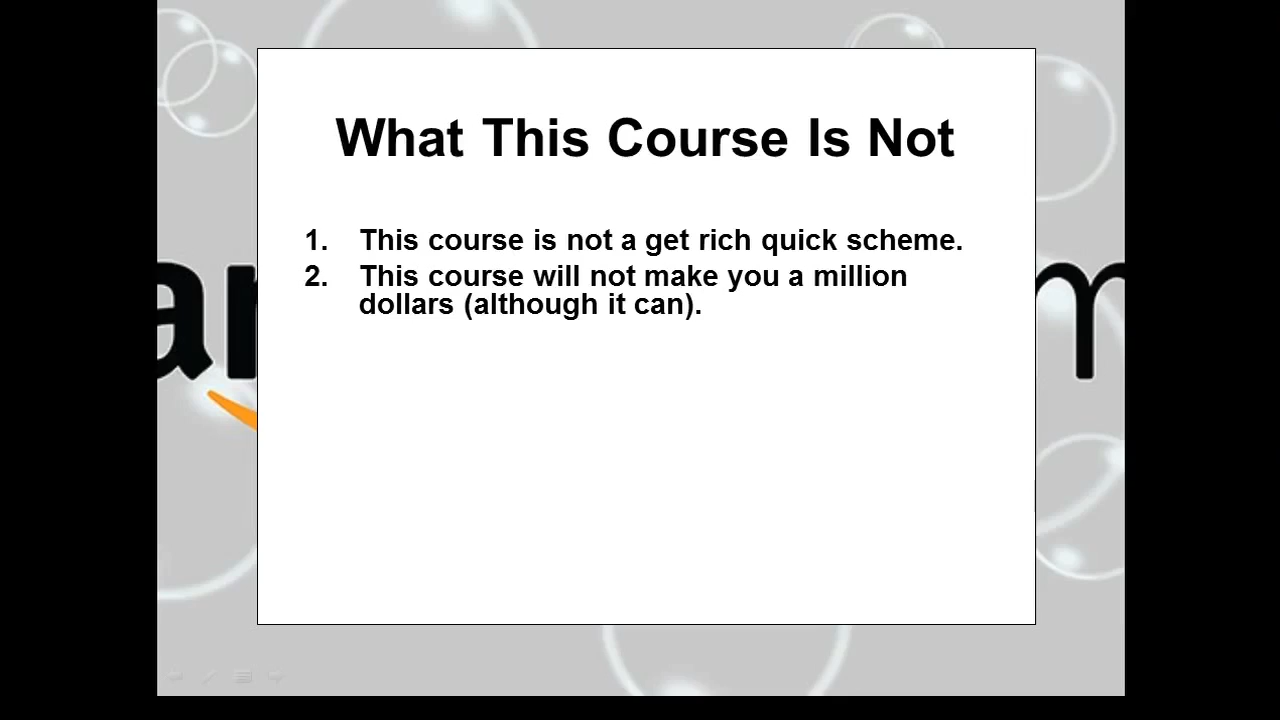 What This Course Is Not
1. This course is not a get rich quick scheme.
2. This course will not make you a million
dollars (although it can).
a
m